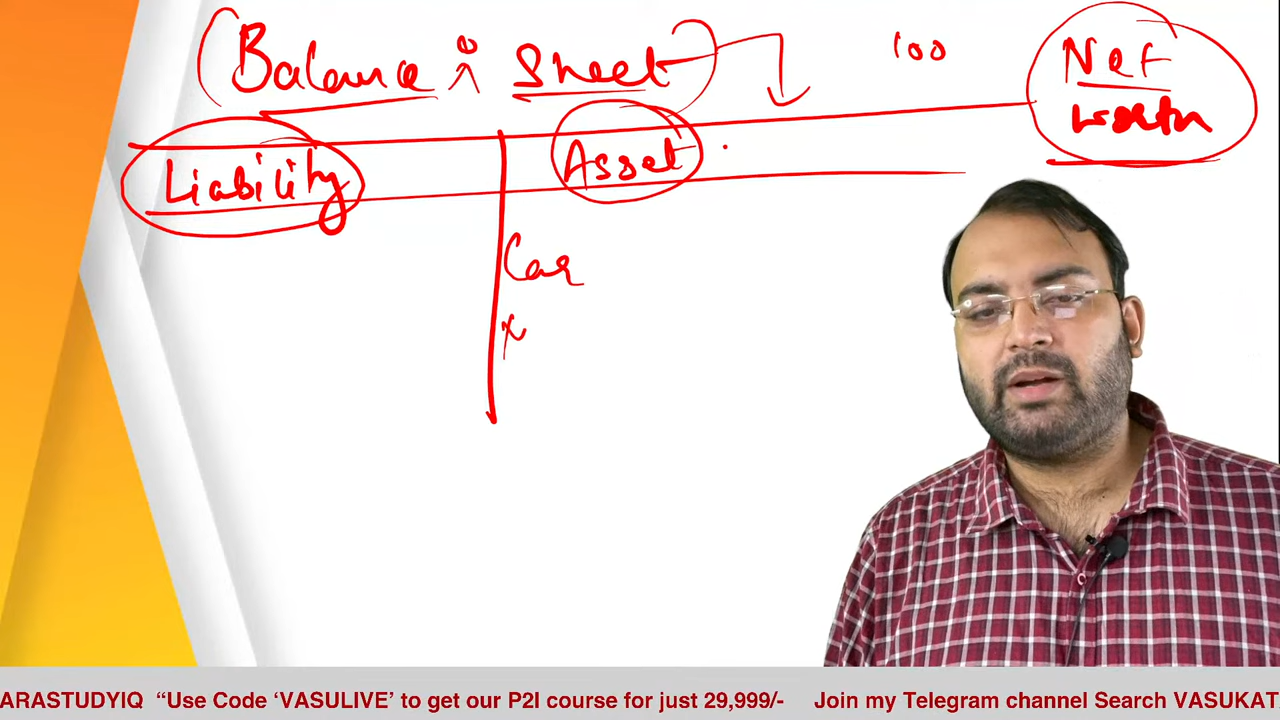 Balance Sheet
100
Net
worth
Liability
Asset
Car
x
ARASTUDYIQ “Use Code ‘VASULIVE’ to get our P2I course for just 29,999/- Join my Telegram channel Search VASUKAT